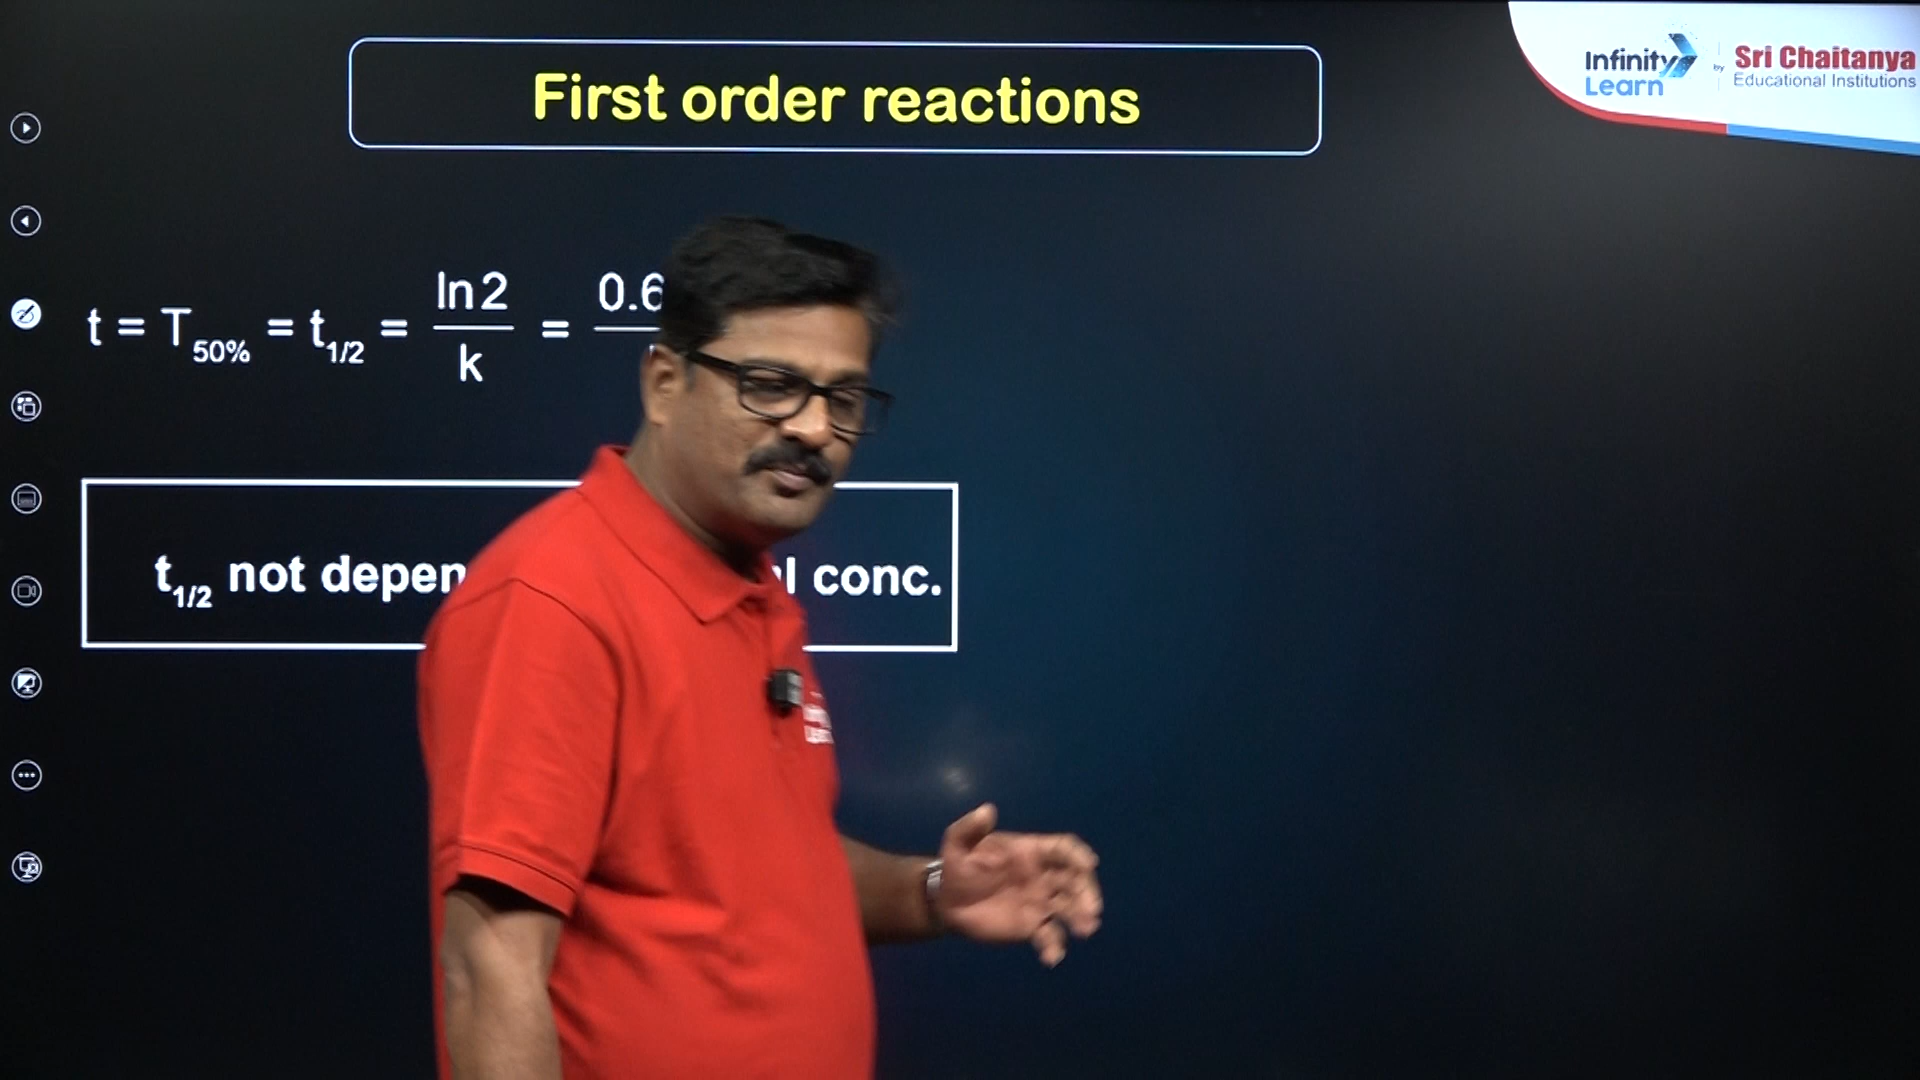 First order reactions
Infinity Learn
by
Sri Chaitanya
Educational Institutions
t = T50% = t1/2 = ln2/k = 0.6
t1/2 not depen l conc.